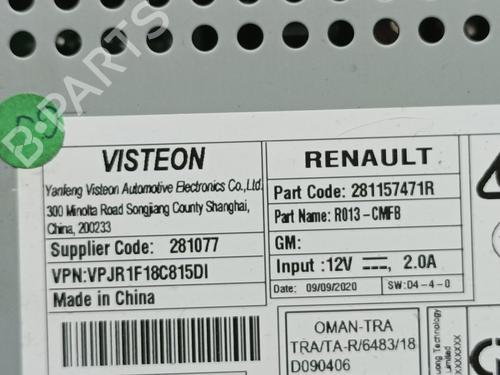 B-PARTS
VISTEON
Yanfeng Visteon Automotive Electronics Co.,Ltd.
300 Minolta Road Songjiang County Shanghai,
China, 200233
Supplier Code: 281077
VPN:VPJR1F18C815DI
Made in China
RENAULT
Part Code: 281157471R
Part Name: R013-CMFB
GM:
Input :12V 2.0A
Date: 09/09/2020
SW:04-4-0
OMAN-TRA
TRA/TA-R/6483/18
D090406
Technology